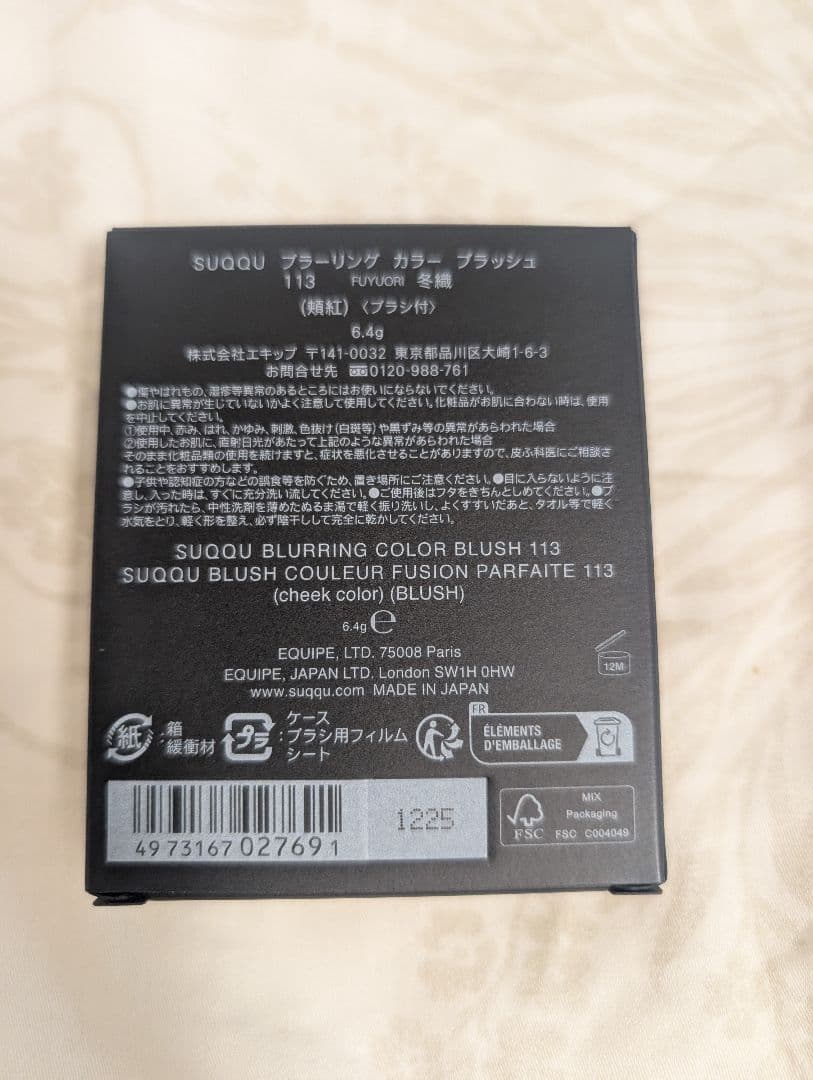 SUQQU ブラーリング カラー ブラッシュ
113 FUYUORI 冬織
(頬紅)〈ブラシ付〉
6.4g
株式会社エキップ 〒141-0032 東京都品川区大崎1-6-3
お問合せ先 ☎0120-988-761
●傷やはれもの、湿疹等異常のあるところにはお使いにならないでください。
●お肌に異常が生じていないかよく注意して使用してください。化粧品がお肌に合わない時は、使用
を中止してください。
①使用中、赤み、はれ、かゆみ、刺激、色抜け(白斑等)や黒ずみ等の異常があらわれた場合
②使用したお肌に、直射日光があたって上記のような異常があらわれた場合
そのまま化粧品類の使用を続けますと、症状を悪化させることがありますので、皮ふ科医にご相談さ
れることをおすすめします。
●子供や認知症の方などの誤食等を防ぐため、置き場所にご注意ください。●目に入らないように注
意し、入った時は、すぐに充分洗い流してください。●ご使用後はフタをきちんとしめてください。●ブ
ラシが汚れたら、中性洗剤を薄めたぬるま湯で軽く振り洗いし、よくすすいだあと、タオル等で軽く
水気をとり、軽く形を整え、必ず陰干しして完全に乾かしてください。
SUQQU BLURRING COLOR BLUSH 113
SUQQU BLUSH COULEUR FUSION PARFAITE 113
(cheek color) (BLUSH)
6.4g ℮
EQUIPE, LTD. 75008 Paris
EQUIPE, JAPAN LTD. London SW1H 0HW
www.suqqu.com MADE IN JAPAN
12M
紙 :箱
緩衝材
プラ :ケース
ブラシ用フィルム
シート
FR
ÉLÉMENTS
D'EMBALLAGE
4973167027691
1225
FSC
MIX
Packaging
FSC C004049